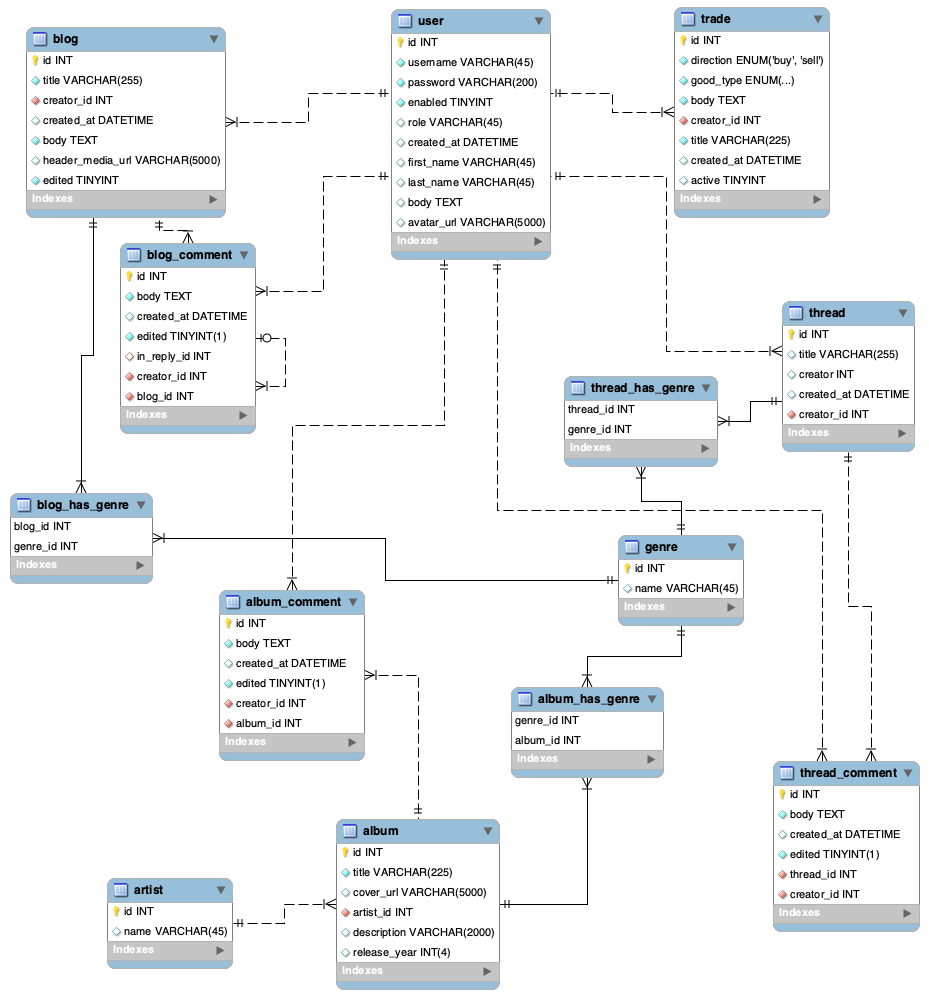 blog
id INT
title VARCHAR(255)
creator_id INT
created_at DATETIME
body TEXT
header_media_url VARCHAR(5000)
edited TINYINT
Indexes
user
id INT
username VARCHAR(45)
password VARCHAR(200)
enabled TINYINT
role VARCHAR(45)
created_at DATETIME
first_name VARCHAR(45)
last_name VARCHAR(45)
body TEXT
avatar_url VARCHAR(5000)
Indexes
trade
id INT
direction ENUM('buy', 'sell')
good_type ENUM(...)
body TEXT
creator_id INT
title VARCHAR(225)
created_at DATETIME
active TINYINT
Indexes
blog_comment
id INT
body TEXT
created_at DATETIME
edited TINYINT(1)
in_reply_id INT
creator_id INT
blog_id INT
Indexes
thread
id INT
title VARCHAR(255)
creator INT
created_at DATETIME
creator_id INT
Indexes
thread_has_genre
thread_id INT
genre_id INT
Indexes
blog_has_genre
blog_id INT
genre_id INT
Indexes
genre
id INT
name VARCHAR(45)
Indexes
album_comment
id INT
body TEXT
created_at DATETIME
edited TINYINT(1)
creator_id INT
album_id INT
Indexes
album_has_genre
genre_id INT
album_id INT
Indexes
thread_comment
id INT
body TEXT
created_at DATETIME
edited TINYINT(1)
thread_id INT
creator_id INT
Indexes
album
id INT
title VARCHAR(225)
cover_url VARCHAR(5000)
artist_id INT
description VARCHAR(2000)
release_year INT(4)
Indexes
artist
id INT
name VARCHAR(45)
Indexes